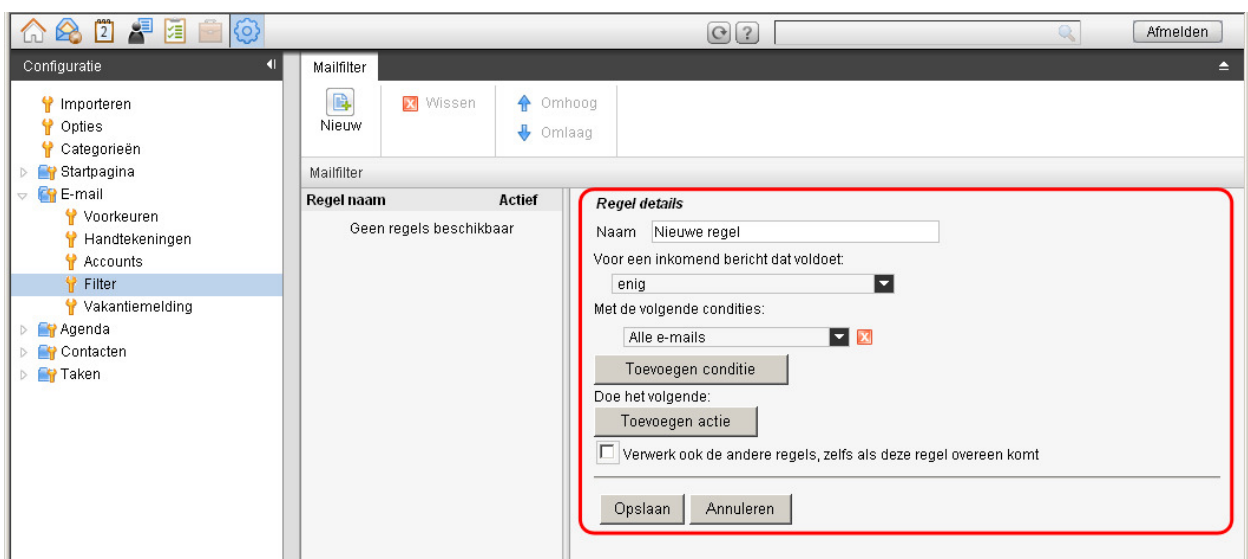 2
?
Afmelden
Configuratie
Mailfilter
Importeren
Opties
Categorieën
Startpagina
E-mail
Voorkeuren
Handtekeningen
Accounts
Filter
Vakantiemelding
Agenda
Contacten
Taken
Nieuw
Wissen
Omhoog
Omlaag
Mailfilter
Regel naam Actief
Geen regels beschikbaar
Regel details
Naam Nieuwe regel
Voor een inkomend bericht dat voldoet:
enig
Met de volgende condities:
Alle e-mails
Toevoegen conditie
Doe het volgende:
Toevoegen actie
Verwerk ook de andere regels, zelfs als deze regel overeen komt
Opslaan Annuleren